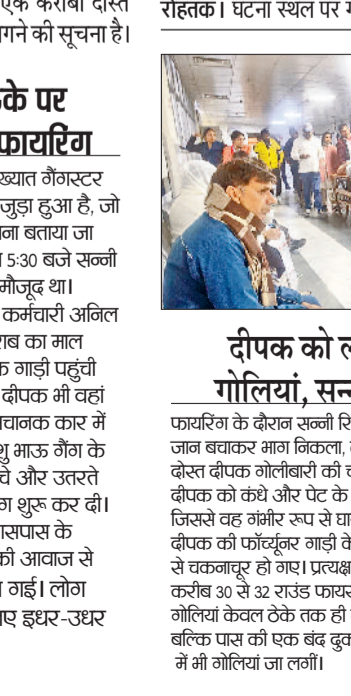 एक करीबी दोस्त
गने की सूचना है।
के पर
फायरिंग
ख्यात गैंगस्टर
जुड़ा हुआ है, जो
ना बताया जा
5:30 बजे सन्नी
मौजूद था।
कर्मचारी अनिल
राब का माल
क गाड़ी पहुंची
दीपक भी वहां
चानक कार में
शु भाऊ गैंग के
चे और उतरते
ग शुरू कर दी।
सपास के
की आवाज से
गई। लोग
ए इधर-उधर
रोहतक। घटना स्थल पर
दीपक को
गोलियां, सन्
फायरिंग के दौरान सन्नी रि
जान बचाकर भाग निकला,
दोस्त दीपक गोलीबारी की च
दीपक को कंधे और पेट के
जिससे वह गंभीर रूप से घा
दीपक की फॉर्च्यूनर गाड़ी के
से चकनाचूर हो गए। प्रत्यक्ष
करीब 30 से 32 राउंड फायर
गोलियां केवल ठेके तक ही
बल्कि पास की एक बंद दुक
में भी गोलियां जा लगीं।